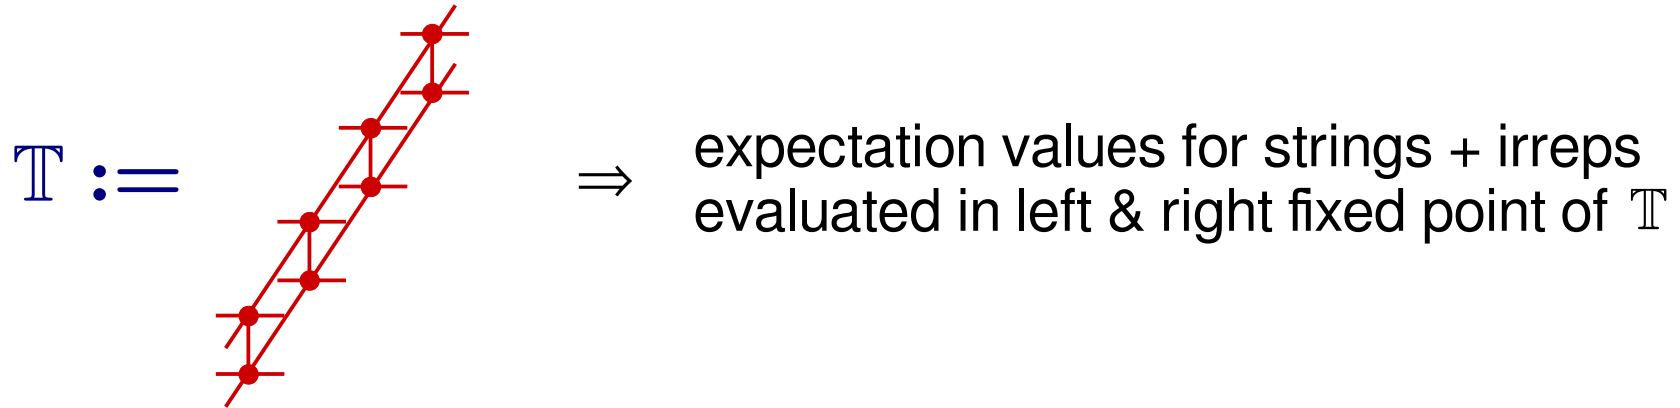 𝕋 :=
⇒
expectation values for strings + irreps
evaluated in left & right fixed point of 𝕋